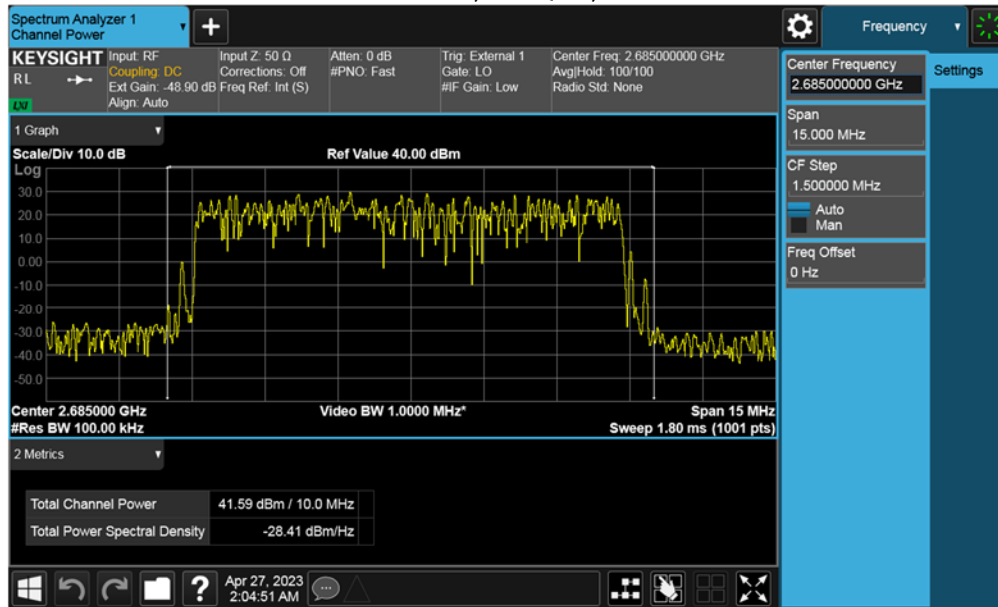 Spectrum Analyzer 1
Channel Power
+
Frequency
KEYSIGHT
RL
LXI
Input: RF
Coupling: DC
Ext Gain: -48.90 dB
Align: Auto
Input Z: 50 Ω
Corrections: Off
Freq Ref: Int (S)
Atten: 0 dB
#PNO: Fast
Trig: External 1
Gate: LO
#IF Gain: Low
Center Freq: 2.685000000 GHz
Avg|Hold: 100/100
Radio Std: None
1 Graph
Scale/Div 10.0 dB
Ref Value 40.00 dBm
Log
30.0
20.0
10.0
0.00
-10.0
-20.0
-30.0
-40.0
-50.0
Center 2.685000 GHz
Video BW 1.0000 MHz*
Span 15 MHz
#Res BW 100.00 kHz
Sweep 1.80 ms (1001 pts)
2 Metrics
Total Channel Power 41.59 dBm / 10.0 MHz
Total Power Spectral Density -28.41 dBm/Hz
?
Apr 27, 2023
2:04:51 AM
Center Frequency
2.685000000 GHz
Settings
Span
15.000 MHz
CF Step
1.500000 MHz
Auto
Man
Freq Offset
0 Hz